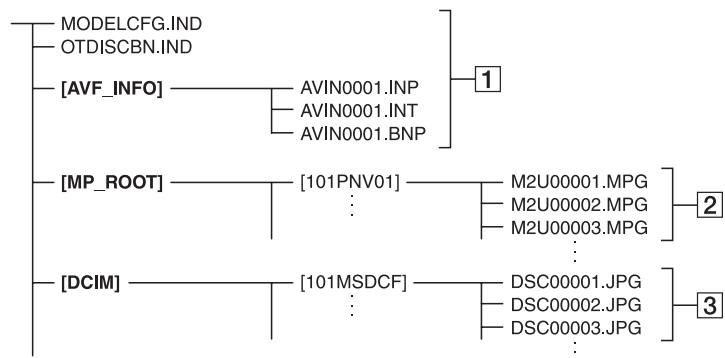 MODELCFG.IND
OTDISCBN.IND
[AVF_INFO]
AVIN0001.INP
AVIN0001.INT
AVIN0001.BNP
1
[MP_ROOT]
[101PNV01]
M2U00001.MPG
M2U00002.MPG
M2U00003.MPG
2
[DCIM]
[101MSDCF]
DSC00001.JPG
DSC00002.JPG
DSC00003.JPG
3